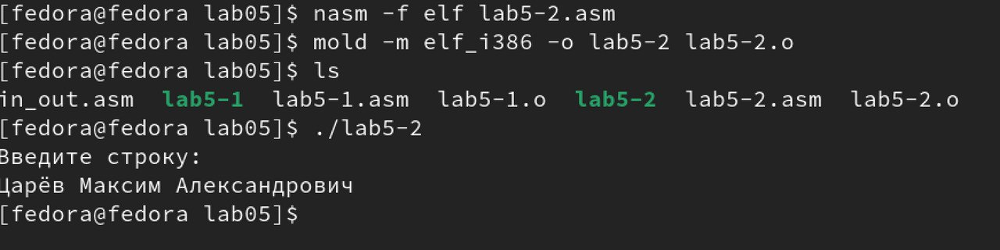 [fedora@fedora lab05]$ nasm -f elf lab5-2.asm
[fedora@fedora lab05]$ mold -m elf_i386 -o lab5-2 lab5-2.o
[fedora@fedora lab05]$ ls
in_out.asm  lab5-1  lab5-1.asm  lab5-1.o  lab5-2  lab5-2.asm  lab5-2.o
[fedora@fedora lab05]$ ./lab5-2
Введите строку:
Царёв Максим Александрович
[fedora@fedora lab05]$